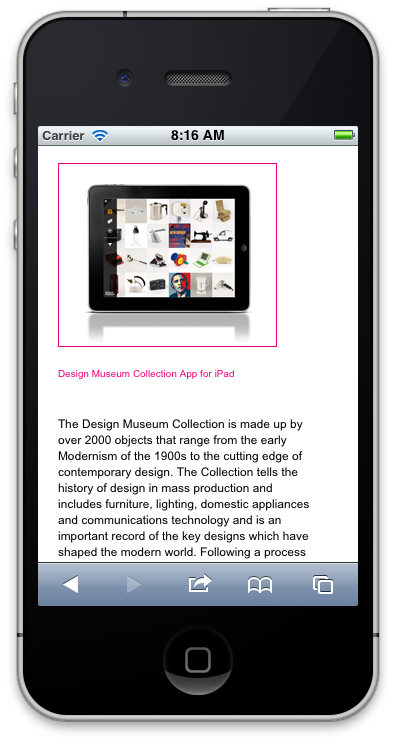 Carrier 8:16 AM
Design Museum Collection App for iPad
The Design Museum Collection is made up by
over 2000 objects that range from the early
Modernism of the 1900s to the cutting edge of
contemporary design. The Collection tells the
history of design in mass production and
includes furniture, lighting, domestic appliances
and communications technology and is an
important record of the key designs which have
shaped the modern world. Following a process